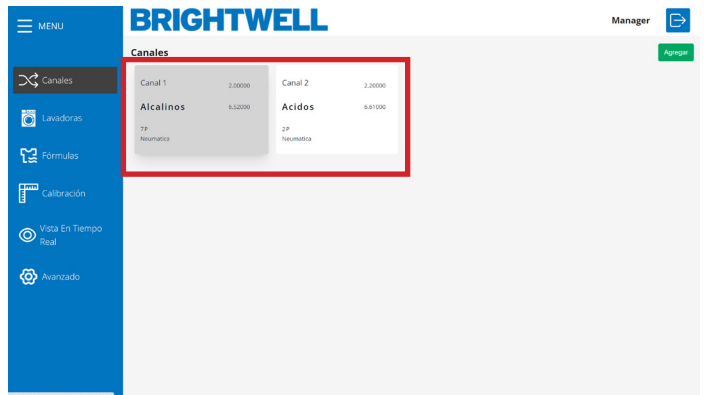 MENU
BRIGHTWELL
Manager
Canales
Agregar
Canales
Lavadoras
Fórmulas
Calibración
Vista En Tiempo
Real
Avanzado
Canal 1
2.00000
Alcalinos
6.52000
7P
Neumatica
Canal 2
2.20000
Acidos
6.61000
2P
Neumatica